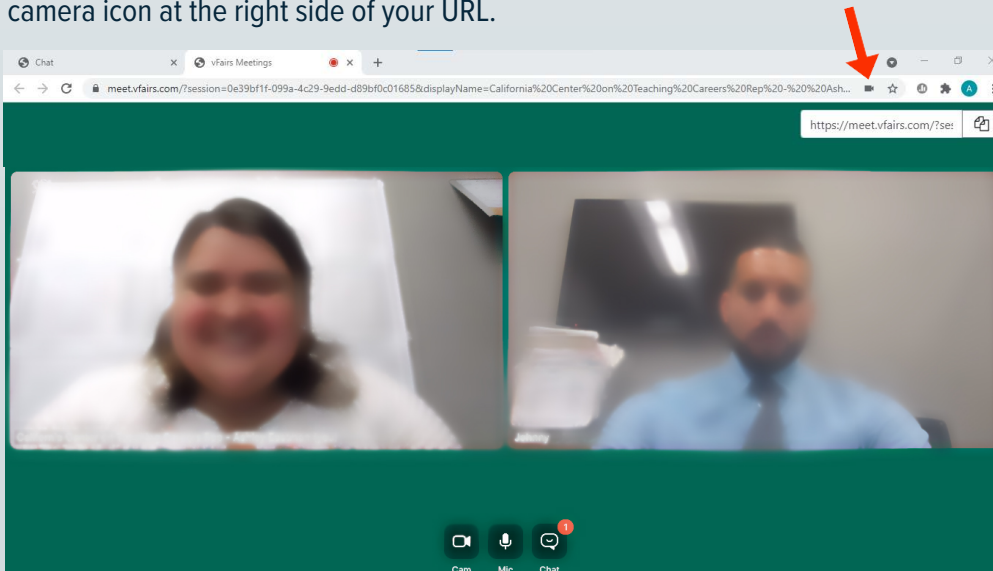 camera icon at the right side of your URL.
Chat
vFairs Meetings
meet.vfairs.com/?session=0e39bf1f-099a-4c29-9edd-d89bf0c01685&displayName=California%20Center%20on%20Teaching%20Careers%20Rep%20-%20%20Ash...
A
https://meet.vfairs.com/?ses
Johnny
1
Cam Mic Chat